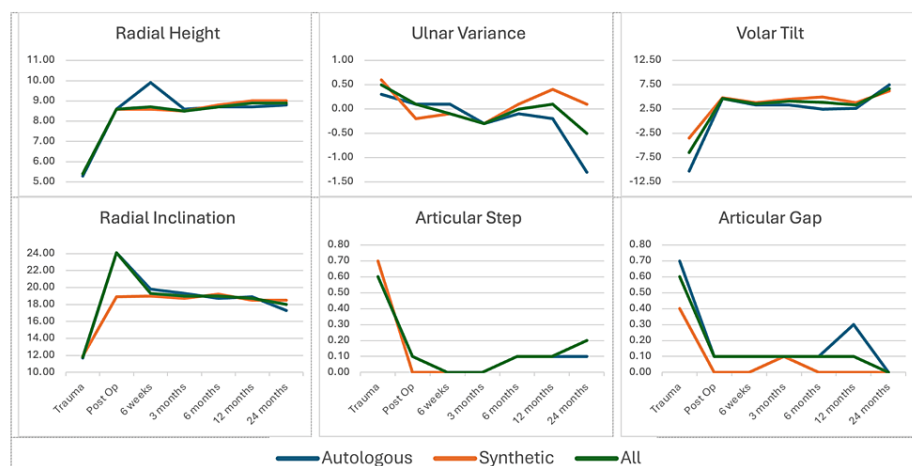 Radial Height
11.00
10.00
9.00
8.00
7.00
6.00
5.00
Ulnar Variance
1.00
0.50
0.00
-0.50
-1.00
-1.50
Volar Tilt
12.50
7.50
2.50
-2.50
-7.50
-12.50
Radial Inclination
24.00
22.00
20.00
18.00
16.00
14.00
12.00
10.00
Trauma
Post Op
6 weeks
3 months
6 months
12 months
24 months
Articular Step
0.80
0.70
0.60
0.50
0.40
0.30
0.20
0.10
0.00
Trauma
Post Op
6 weeks
3 months
6 months
12 months
24 months
Articular Gap
0.80
0.70
0.60
0.50
0.40
0.30
0.20
0.10
0.00
Trauma
Post Op
6 weeks
3 months
6 months
12 months
24 months
Autologous Synthetic All